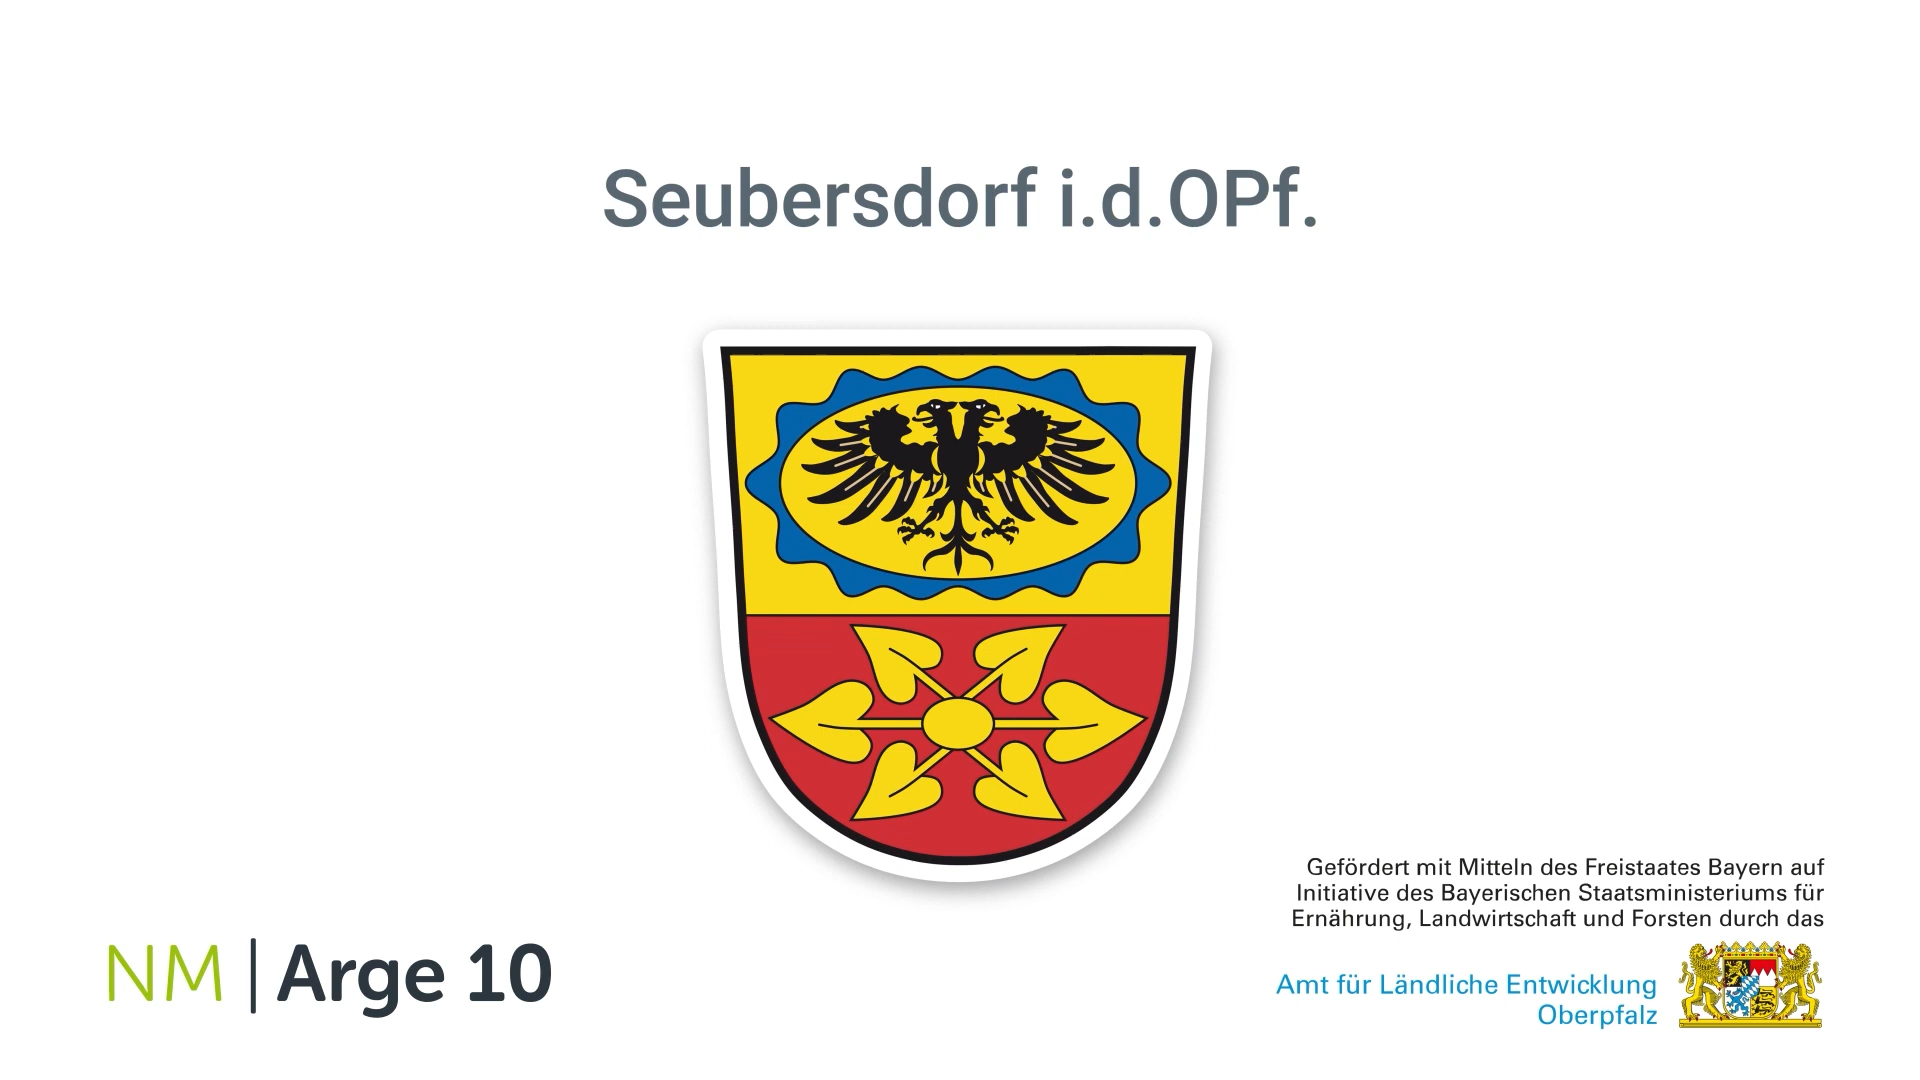 Seubersdorf i.d.OPf.
NM | Arge 10
Gefördert mit Mitteln des Freistaates Bayern auf
Initiative des Bayerischen Staatsministeriums für
Ernährung, Landwirtschaft und Forsten durch das
Amt für Ländliche Entwicklung
Oberpfalz